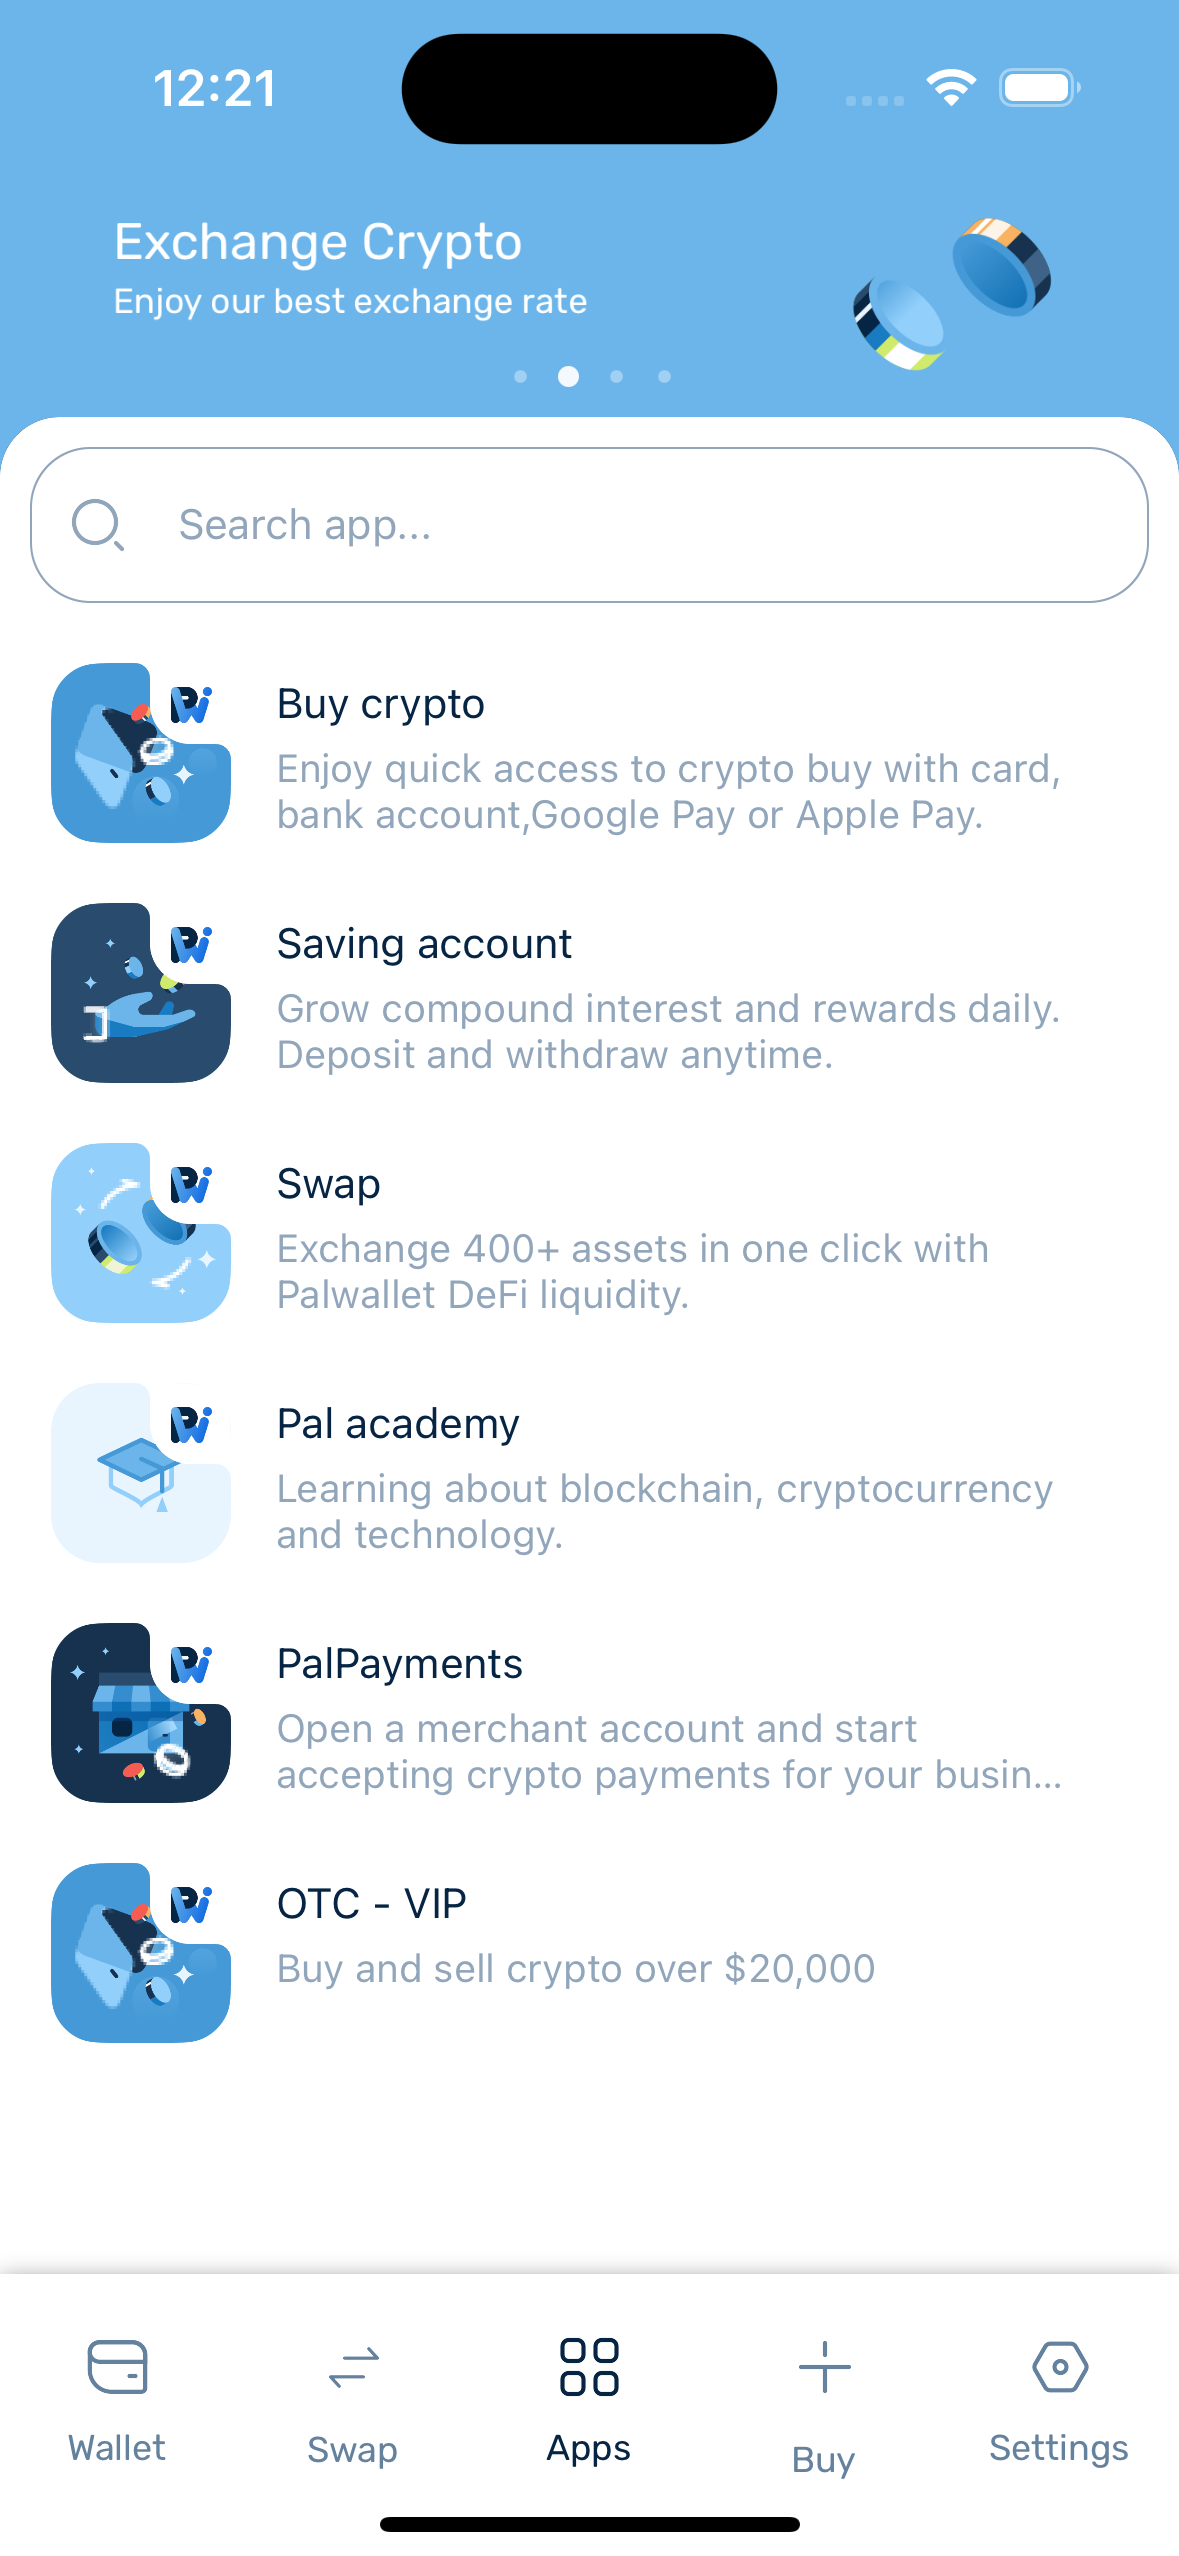 12:21
Exchange Crypto
Enjoy our best exchange rate
Search app...
Buy crypto
Enjoy quick access to crypto buy with card,
bank account,Google Pay or Apple Pay.
Saving account
Grow compound interest and rewards daily.
Deposit and withdraw anytime.
Swap
Exchange 400+ assets in one click with
Palwallet DeFi liquidity.
Pal academy
Learning about blockchain, cryptocurrency
and technology.
PalPayments
Open a merchant account and start
accepting crypto payments for your busin...
OTC - VIP
Buy and sell crypto over $20,000
Wallet
Swap
Apps
Buy
Settings